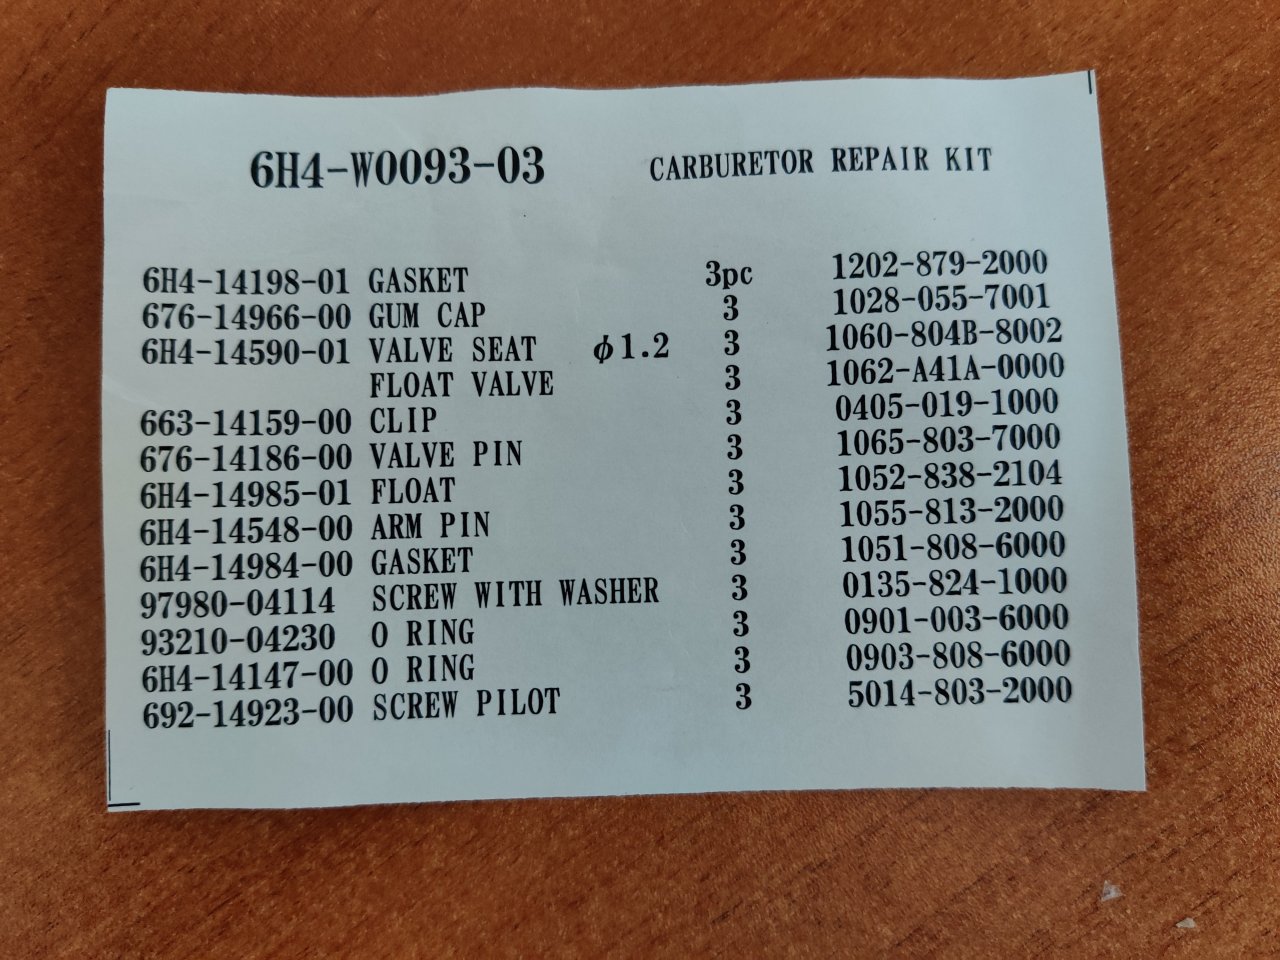 6H4-W0093-03 CARBURETOR REPAIR KIT
6H4-14198-01 GASKET 3pc 1202-879-2000
676-14966-00 GUM CAP 3 1028-055-7001
6H4-14590-01 VALVE SEAT φ1.2 3 1060-804B-8002
FLOAT VALVE 3 1062-A41A-0000
663-14159-00 CLIP 3 0405-019-1000
676-14186-00 VALVE PIN 3 1065-803-7000
6H4-14985-01 FLOAT 3 1052-838-2104
6H4-14548-00 ARM PIN 3 1055-813-2000
6H4-14984-00 GASKET 3 1051-808-6000
97980-04114 SCREW WITH WASHER 3 0135-824-1000
93210-04230 O RING 3 0901-003-6000
6H4-14147-00 O RING 3 0903-808-6000
692-14923-00 SCREW PILOT 3 5014-803-2000